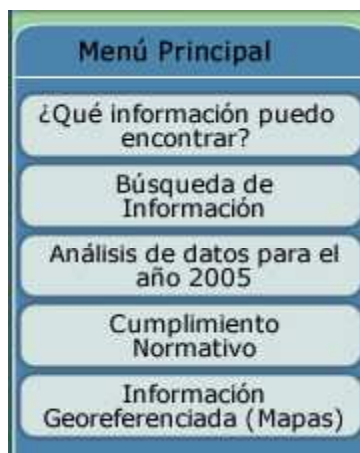 Menú Principal
¿Qué información puedo
encontrar?
Búsqueda de
Información
Análisis de datos para el
año 2005
Cumplimiento
Normativo
Información
Georeferenciada (Mapas)